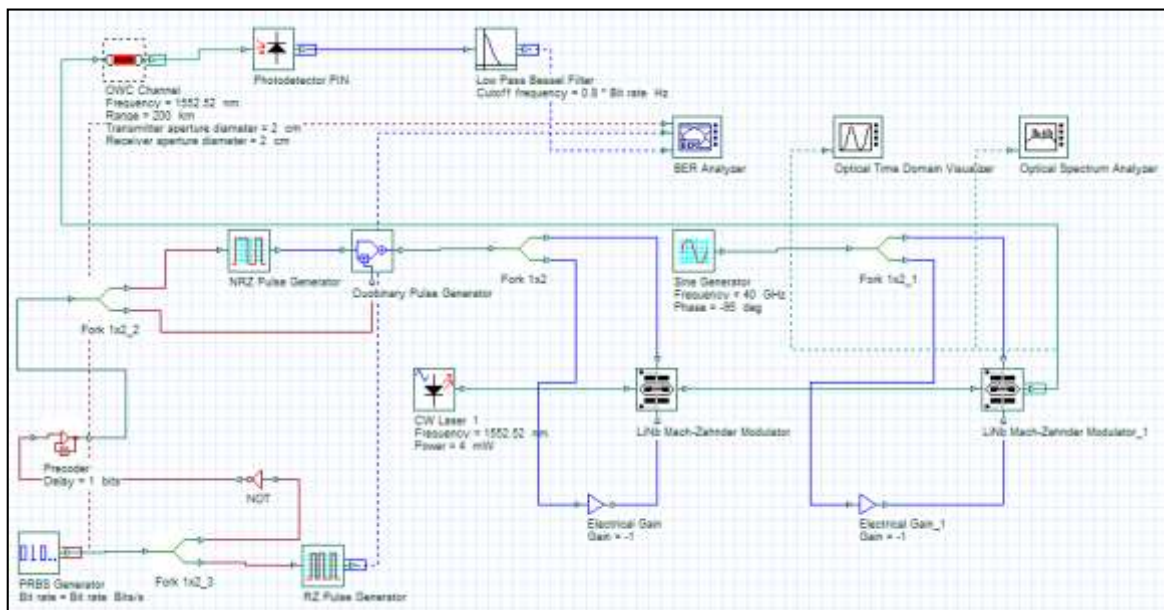 OWC Channel
Frequency = 1552.52 nm
Range = 200 km
Transmitter aperture diameter = 2 cm
Receiver aperture diameter = 2 cm
Photodetector PIN
Low Pass Bessel Filter
Cutoff frequency = 0.8 * Bit rate Hz
BER Analyzer
Optical Time Domain Visualizer
Optical Spectrum Analyzer
NRZ Pulse Generator
Duobinary Pulse Generator
Fork 1x2
Sine Generator
Frequency = 40 GHz
Phase = -85 deg
Fork 1x2_1
Fork 1x2_2
CW Laser 1
Frequency = 1552.52 nm
Power = 4 mW
LiNb Mach-Zehnder Modulator
LiNb Mach-Zehnder Modulator_1
Precoder
Delay = 1 bits
NOT
Electrical Gain
Gain = -1
Electrical Gain_1
Gain = -1
PRBS Generator
Bit rate = Bit rate Bits/s
Fork 1x2_3
RZ Pulse Generator